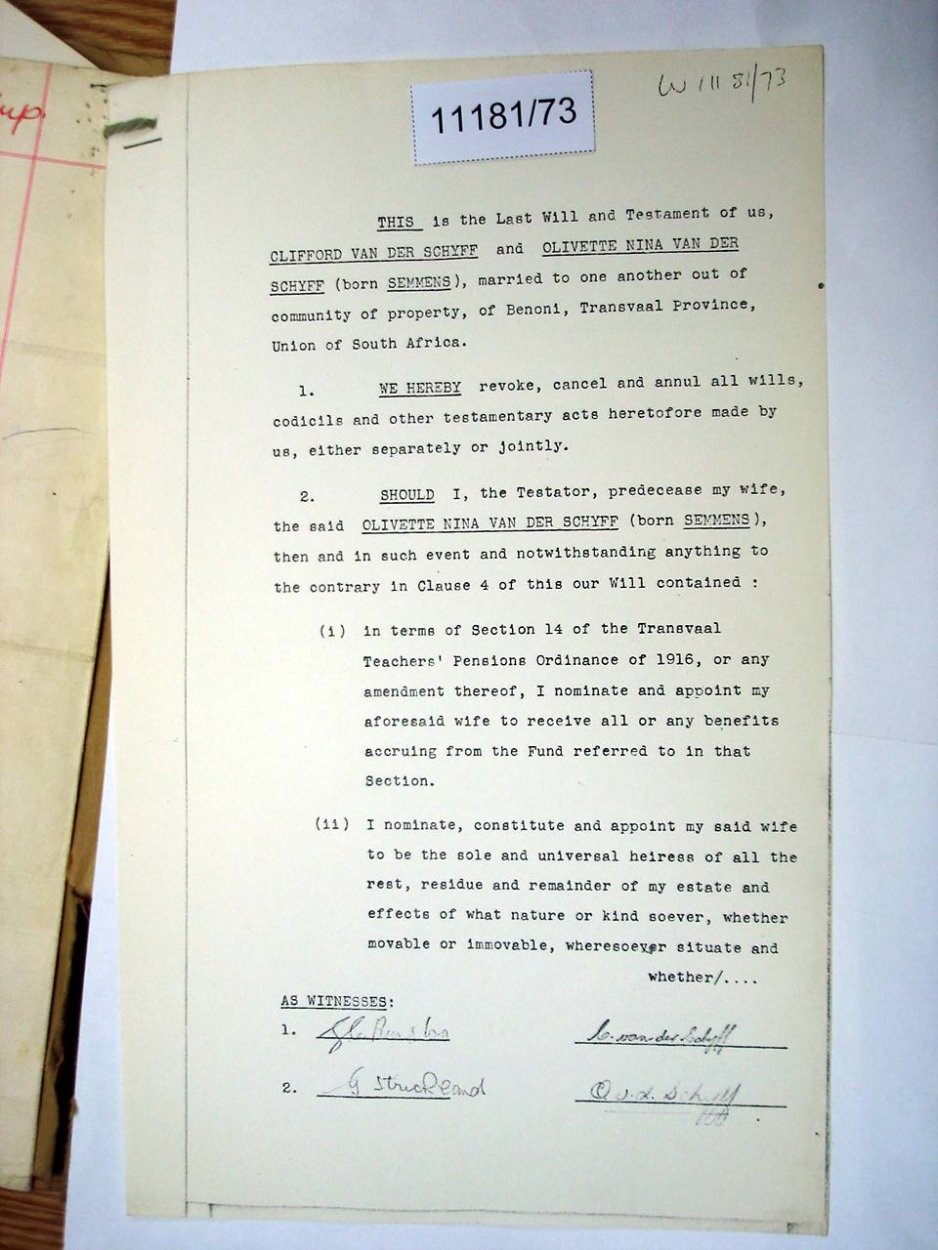 up.
W 11181/73
11181/73
THIS is the Last Will and Testament of us,
CLIFFORD VAN DER SCHYFF and OLIVETTE NINA VAN DER
SCHYFF (born SEMMENS), married to one another out of
community of property, of Benoni, Transvaal Province,
Union of South Africa.
1. WE HEREBY revoke, cancel and annul all wills,
codicils and other testamentary acts heretofore made by
us, either separately or jointly.
2. SHOULD I, the Testator, predecease my wife,
the said OLIVETTE NINA VAN DER SCHYFF (born SEMMENS),
then and in such event and notwithstanding anything to
the contrary in Clause 4 of this our Will contained :
(i) in terms of Section 14 of the Transvaal
Teachers' Pensions Ordinance of 1916, or any
amendment thereof, I nominate and appoint my
aforesaid wife to receive all or any benefits
accruing from the Fund referred to in that
Section.
(ii) I nominate, constitute and appoint my said wife
to be the sole and universal heiress of all the
rest, residue and remainder of my estate and
effects of what nature or kind soever, whether
movable or immovable, wheresoever situate and
whether/....
AS WITNESSES:
1. C. van der Schyff
2. G Strickland O v.d. Schyff